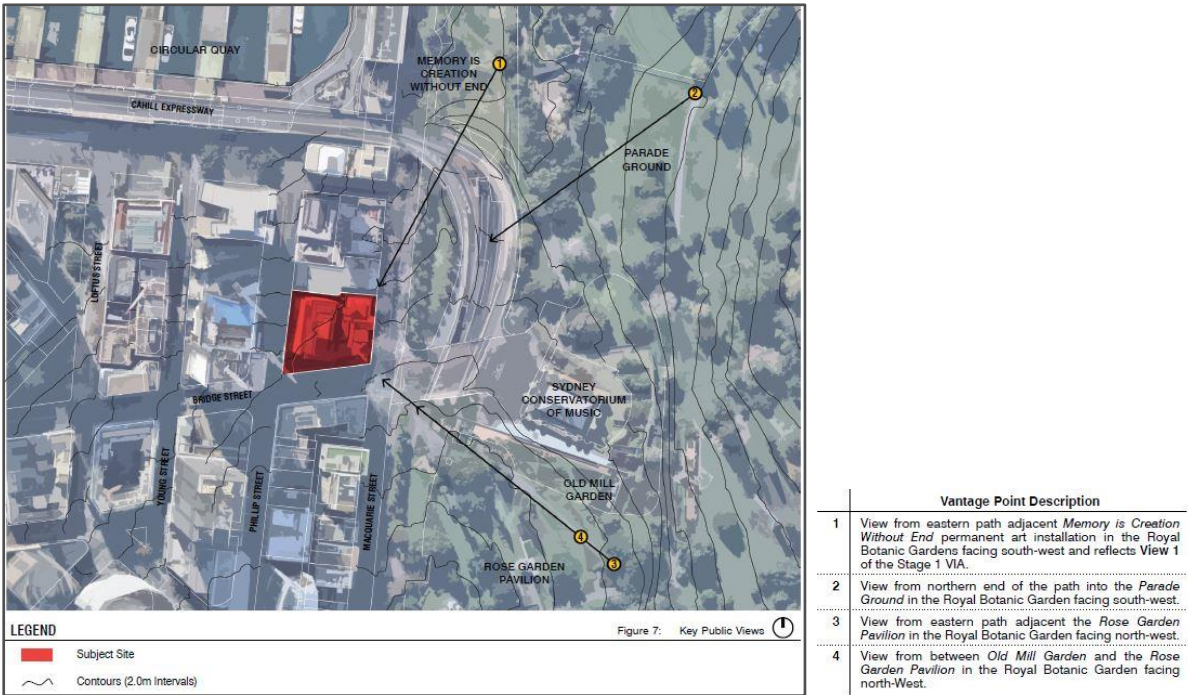 CIRCULAR QUAY
MEMORY IS
CREATION
WITHOUT END
1
2
CAHILL EXPRESSWAY
PARADE
GROUND
LOFTUS STREET
SYDNEY
CONSERVATORIUM
OF MUSIC
BRIDGE STREET
YOUNG STREET
PHILLIP STREET
MACQUARIE STREET
OLD MILL
GARDEN
4
ROSE GARDEN
PAVILION
3
LEGEND
Figure 7: Key Public Views
Subject Site
Contours (2.0m Intervals)
Vantage Point Description
1 View from eastern path adjacent Memory is Creation
Without End permanent art installation in the Royal
Botanic Gardens facing south-west and reflects View 1
of the Stage 1 VIA.
2 View from northern end of the path into the Parade
Ground in the Royal Botanic Garden facing south-west.
3 View from eastern path adjacent the Rose Garden
Pavilion in the Royal Botanic Garden facing north-west.
4 View from between Old Mill Garden and the Rose
Garden Pavilion in the Royal Botanic Garden facing
north-West.